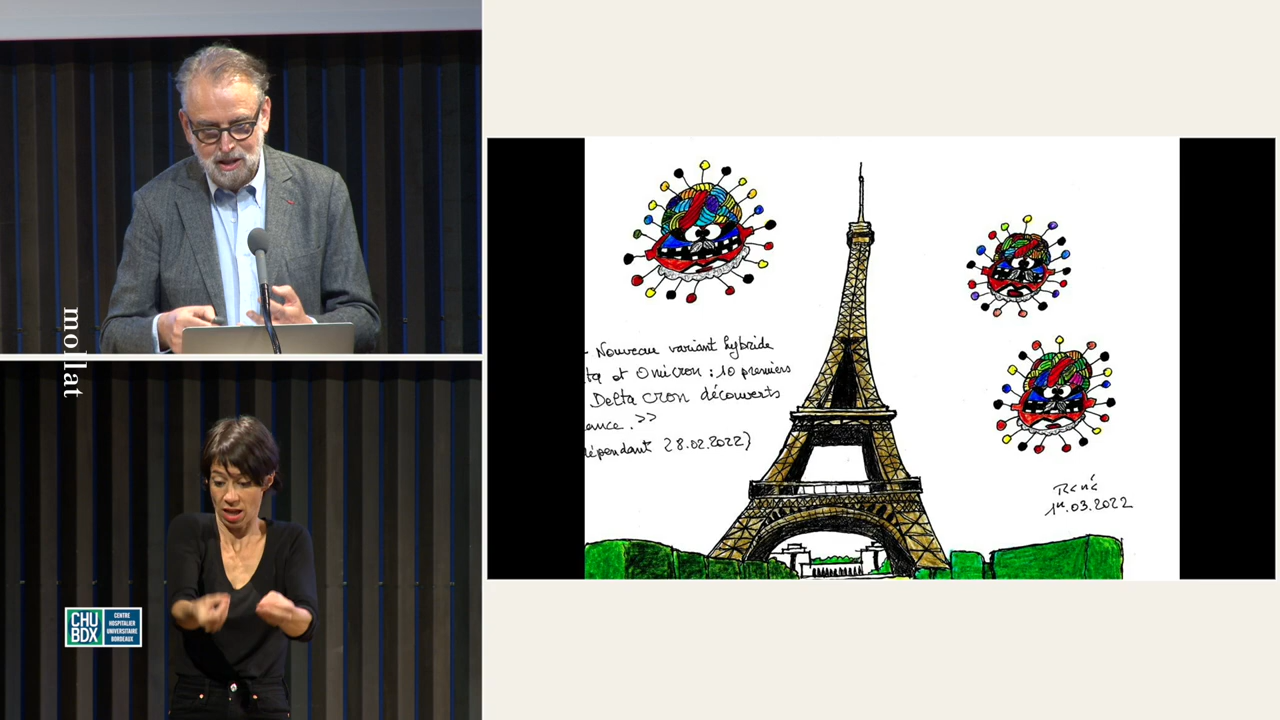 mollat
CHU
BDX
CENTRE
HOSPITALIER
UNIVERSITAIRE
BORDEAUX
- Nouveau variant hybride
ta et Omicron : 10 premiers
Delta cron découverts
ance. >>
épendant 28.02.2022)
René
1er.03.2022